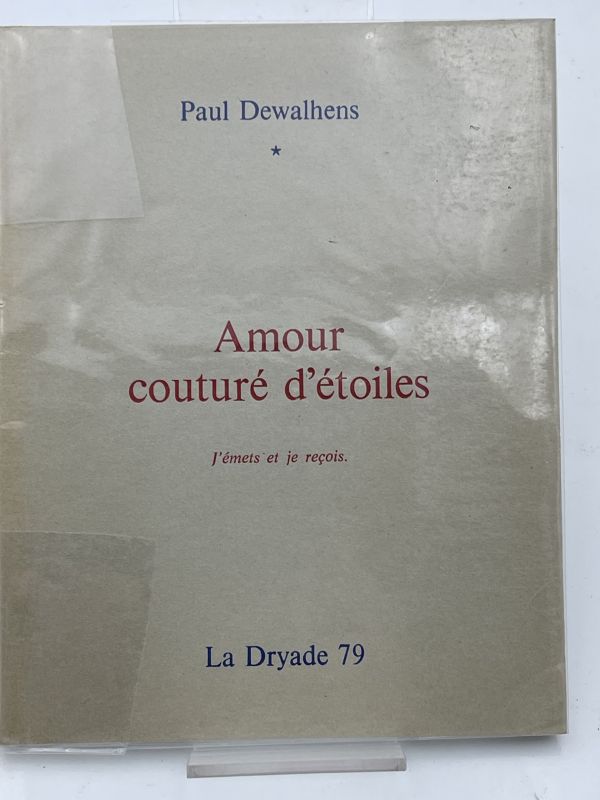 Paul Dewalhens
★
Amour
couturé d'étoiles
J'émets et je reçois.
La Dryade 79